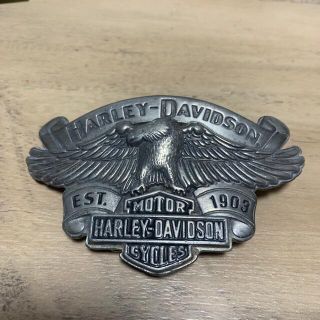 HARLEY-DAVIDSON
EST. 1903
MOTOR
HARLEY-DAVIDSON
CYCLES